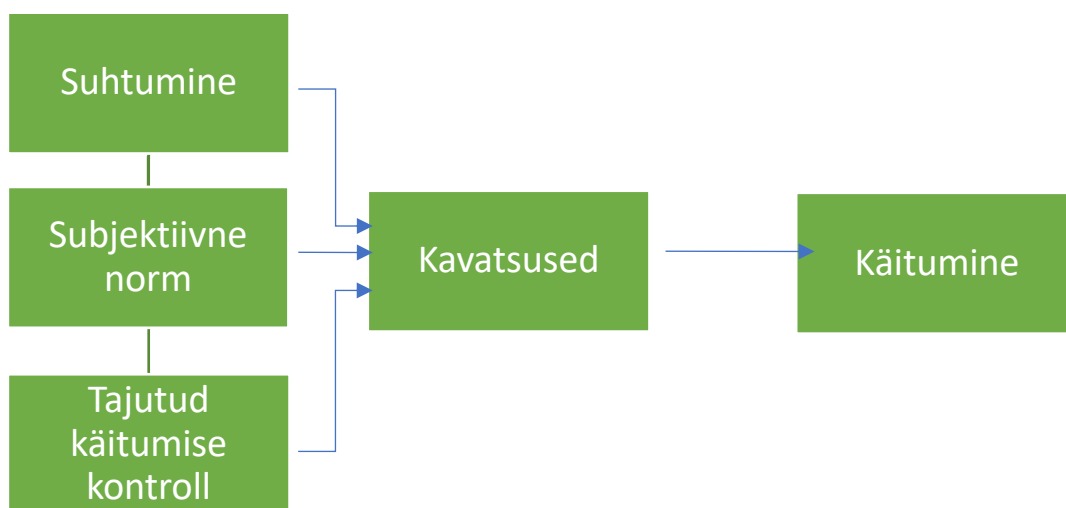 Suhtumine
Subjektiivne
norm
Tajutud
käitumise
kontroll
Kavatsused
Käitumine